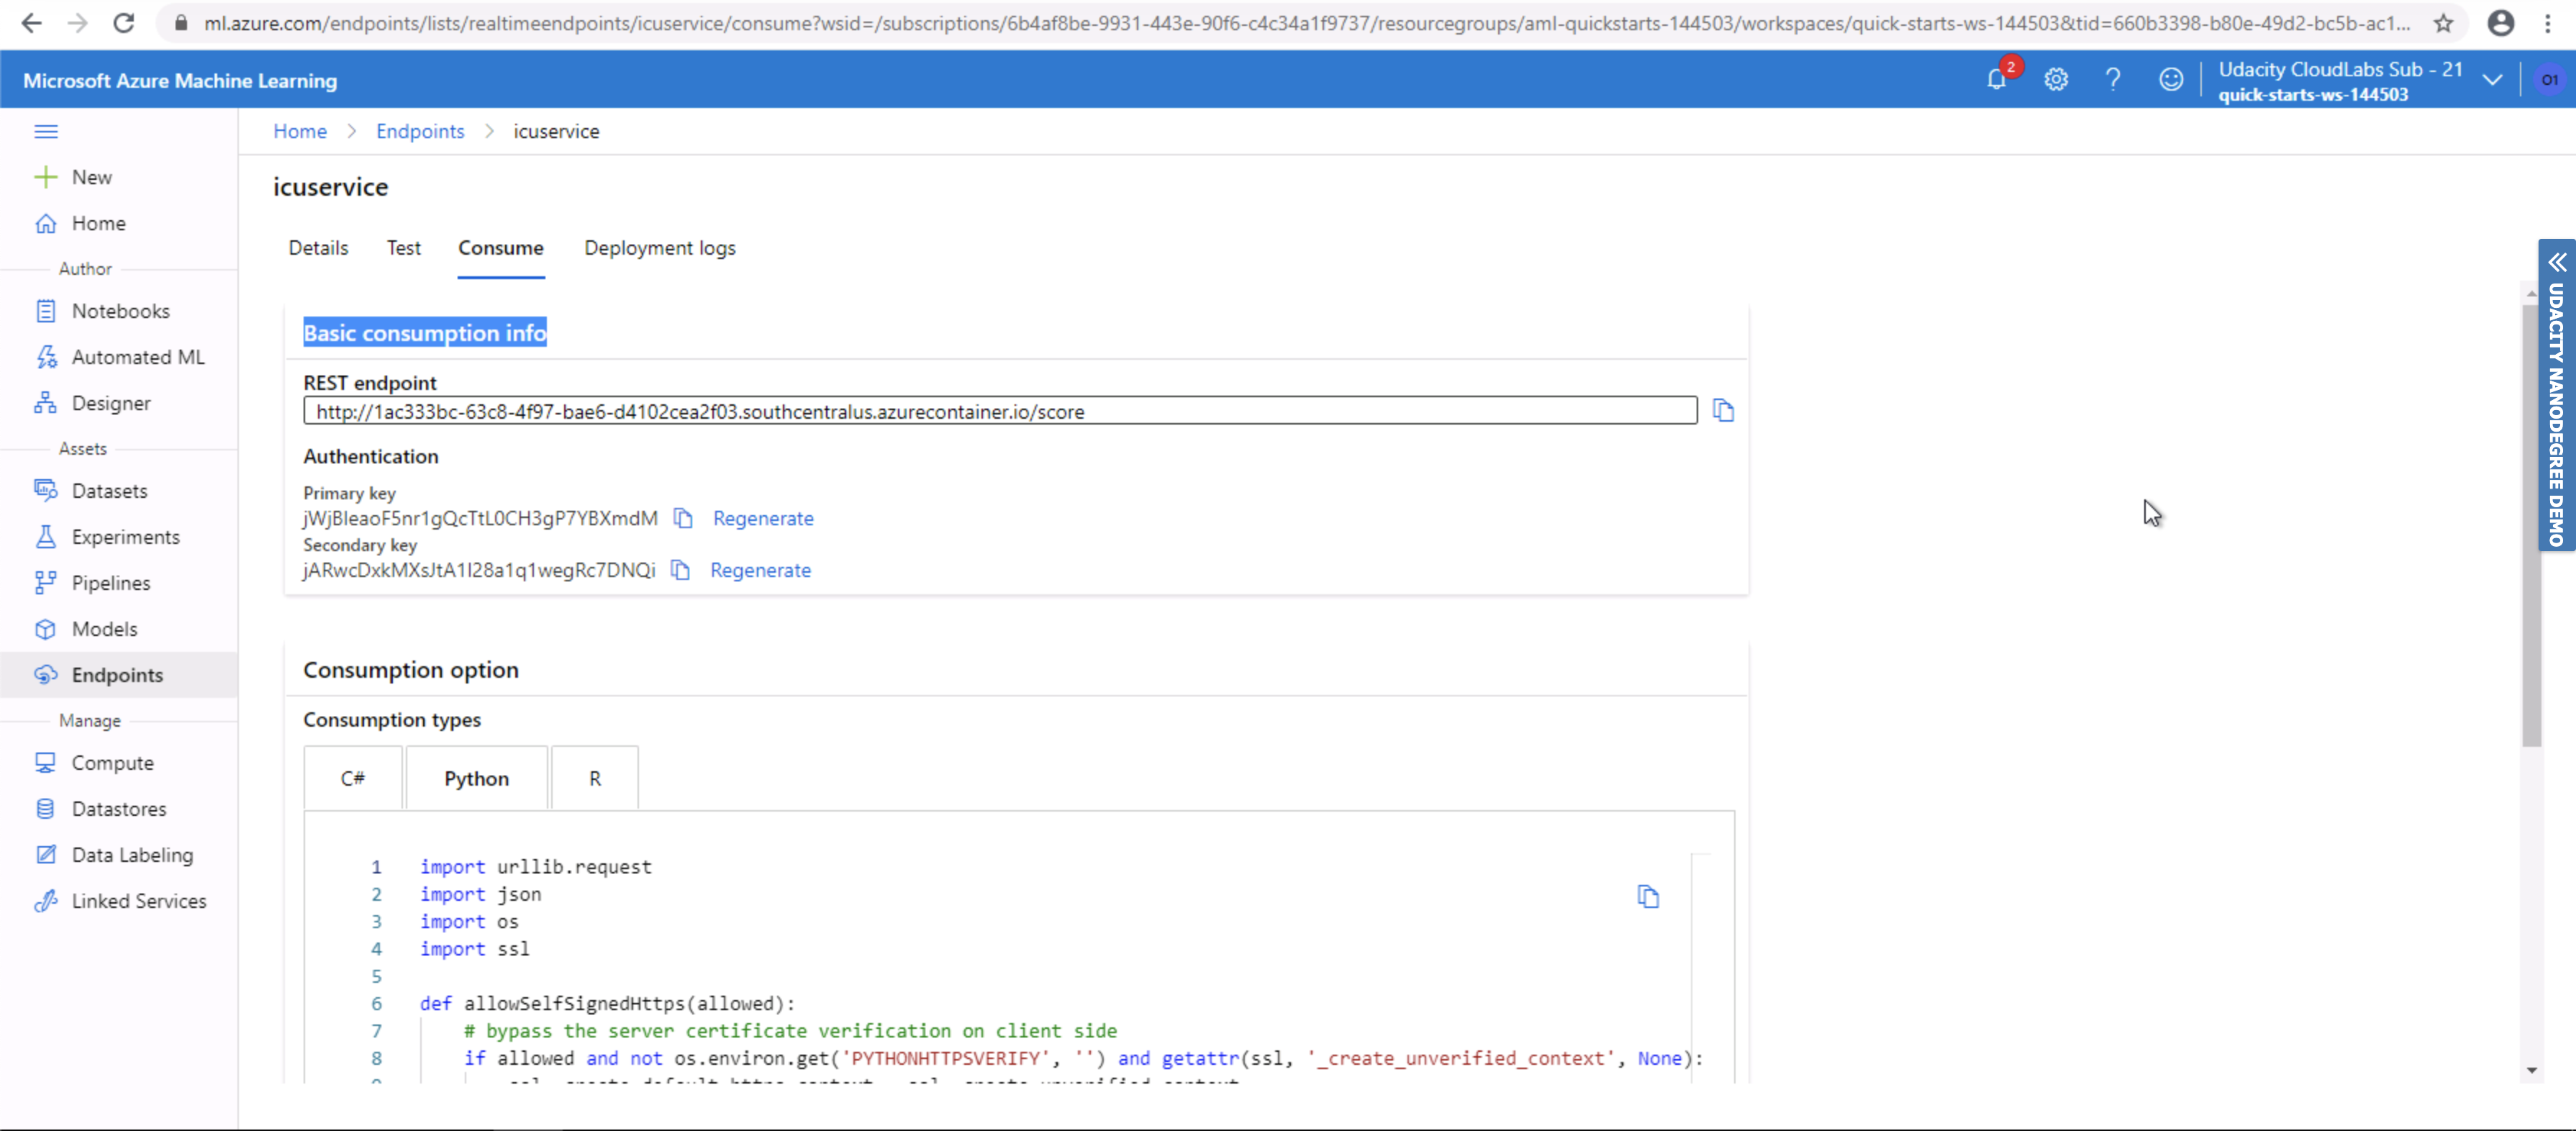 ml.azure.com/endpoints/lists/realtimeendpoints/icuservice/consume?wsid=/subscriptions/6b4af8be-9931-443e-90f6-c4c34a1f9737/resourcegroups/aml-quickstarts-144503/workspaces/quick-starts-ws-144503&tid=660b3398-b80e-49d2-bc5b-ac1...
Microsoft Azure Machine Learning
2
Udacity CloudLabs Sub - 21
quick-starts-ws-144503
O1
Home > Endpoints > icuservice
New
Home
Author
Notebooks
Automated ML
Designer
Assets
Datasets
Experiments
Pipelines
Models
Endpoints
Manage
Compute
Datastores
Data Labeling
Linked Services
icuservice
Details Test Consume Deployment logs
Basic consumption info
REST endpoint
http://1ac333bc-63c8-4f97-bae6-d4102cea2f03.southcentralus.azurecontainer.io/score
Authentication
Primary key
jWjBIeaoF5nr1gQcTtL0CH3gP7YBXmdM Regenerate
Secondary key
jARwcDxkMXsJtA1I28a1q1wegRc7DNQi Regenerate
Consumption option
Consumption types
C# Python R
1 import urllib.request
2 import json
3 import os
4 import ssl
5
6 def allowSelfSignedHttps(allowed):
7 # bypass the server certificate verification on client side
8 if allowed and not os.environ.get('PYTHONHTTPSVERIFY', '') and getattr(ssl, '_create_unverified_context', None):
UDACITY NANODEGREE DEMO